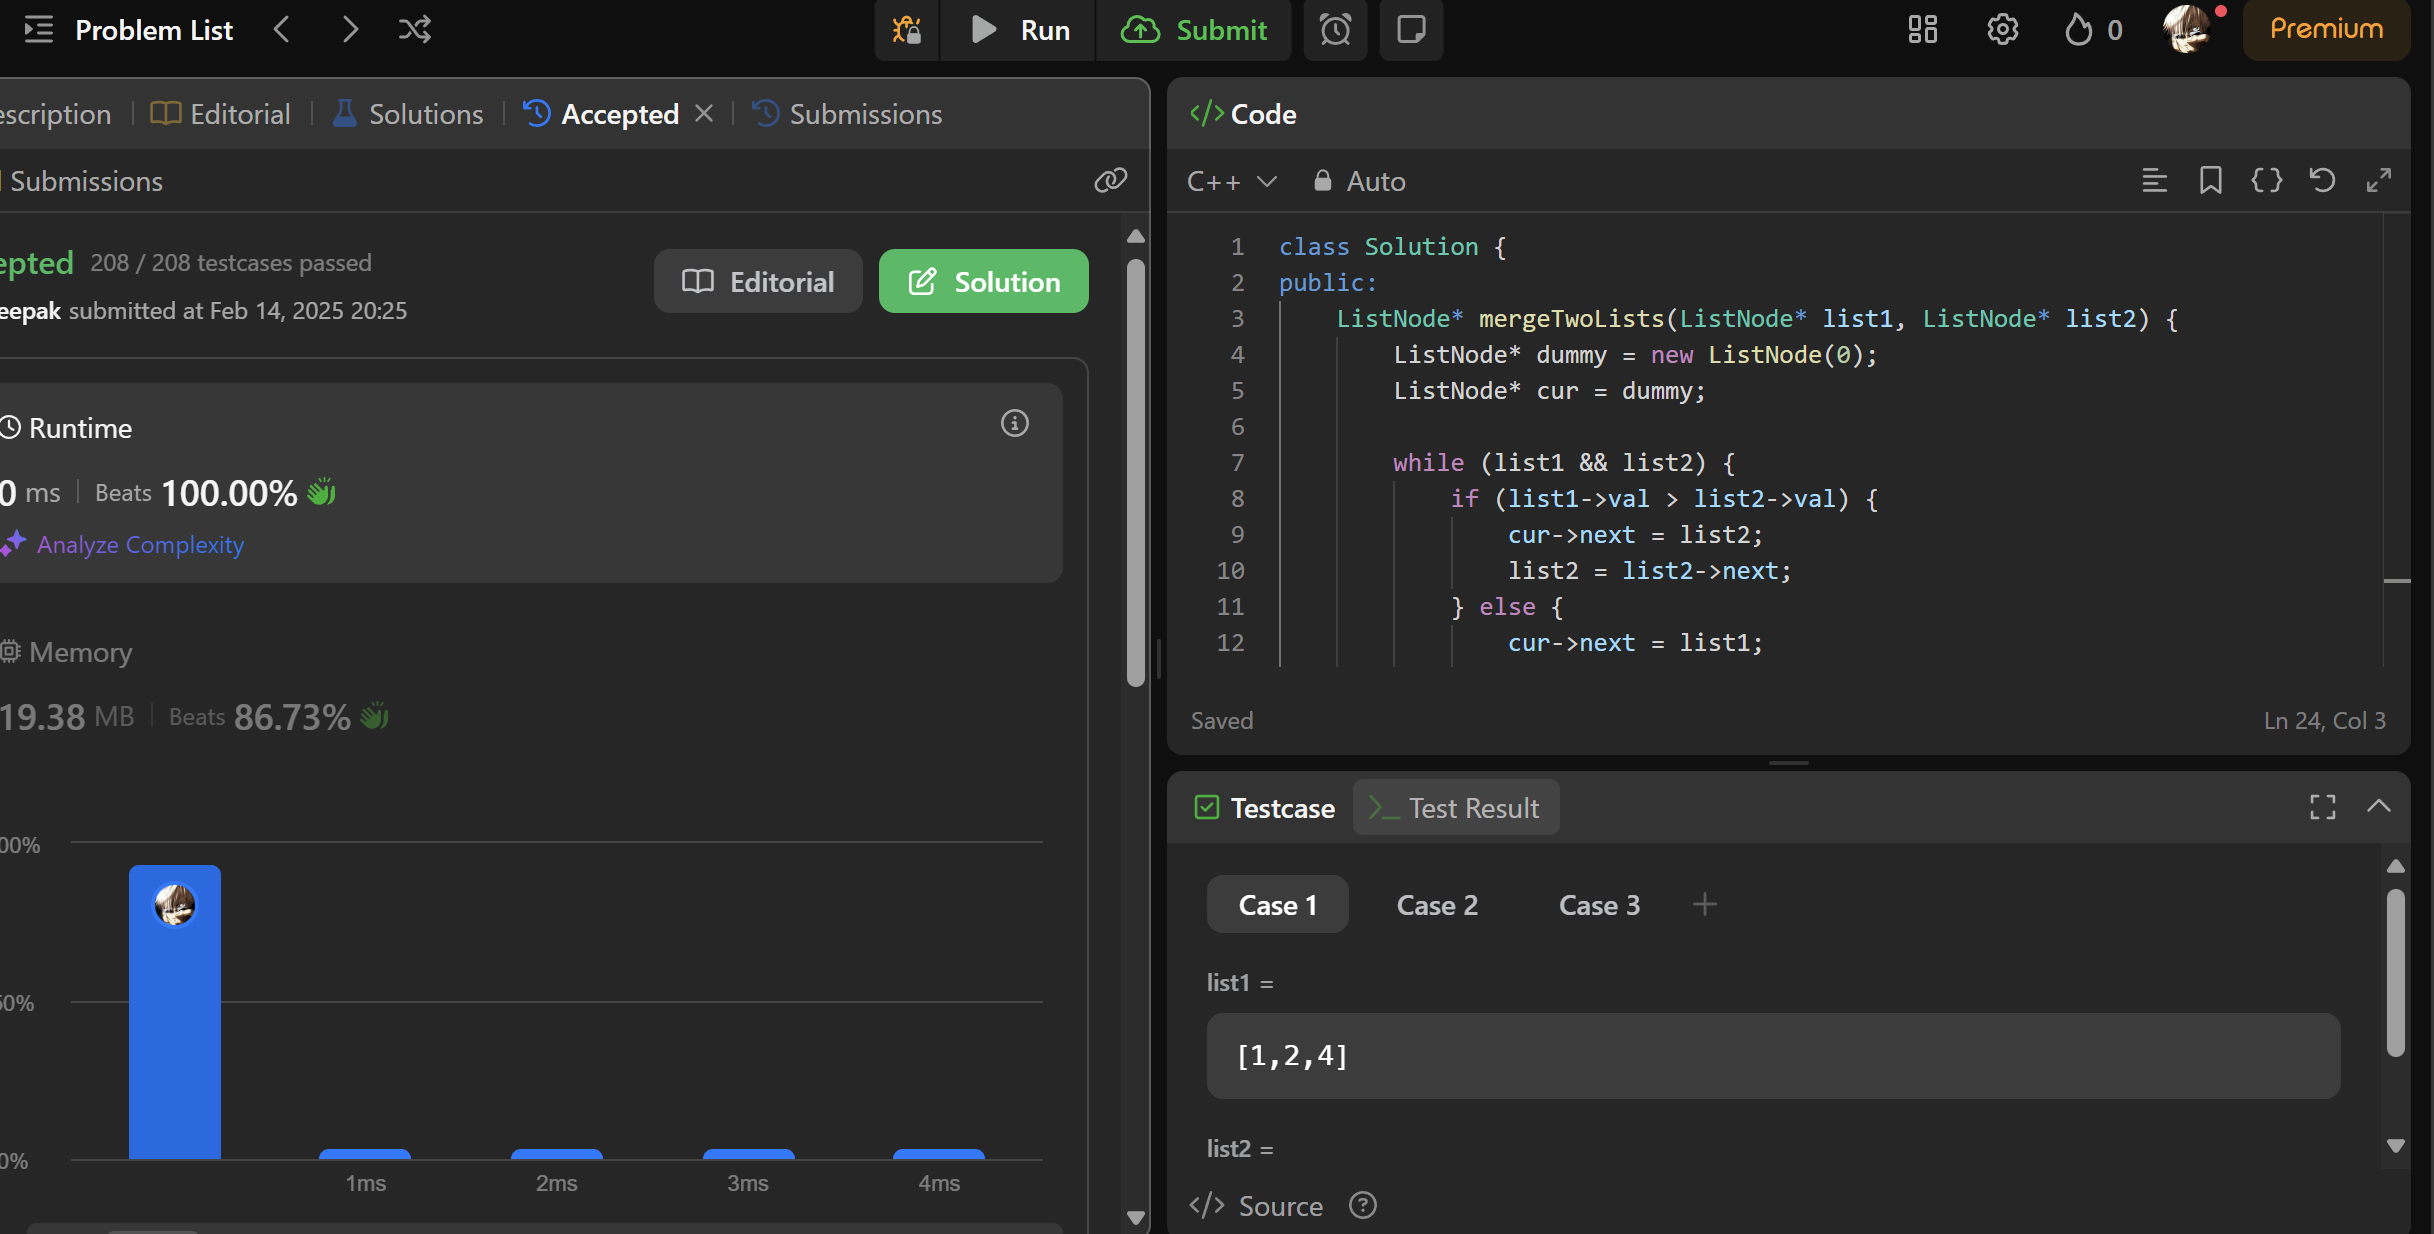 Problem List
Run
Submit
0
Premium
escription
Editorial
Solutions
Accepted
Submissions
Submissions
epted 208 / 208 testcases passed
eepak submitted at Feb 14, 2025 20:25
Editorial
Solution
Runtime
0 ms Beats 100.00%
Analyze Complexity
Memory
19.38 MB Beats 86.73%
00%
50%
0%
1ms 2ms 3ms 4ms
</> Code
C++ Auto
1 class Solution {
2 public:
3 ListNode* mergeTwoLists(ListNode* list1, ListNode* list2) {
4 ListNode* dummy = new ListNode(0);
5 ListNode* cur = dummy;
6
7 while (list1 && list2) {
8 if (list1->val > list2->val) {
9 cur->next = list2;
10 list2 = list2->next;
11 } else {
12 cur->next = list1;
Saved
Ln 24, Col 3
Testcase
>_ Test Result
Case 1 Case 2 Case 3 +
list1 =
[1,2,4]
list2 =
</> Source ?